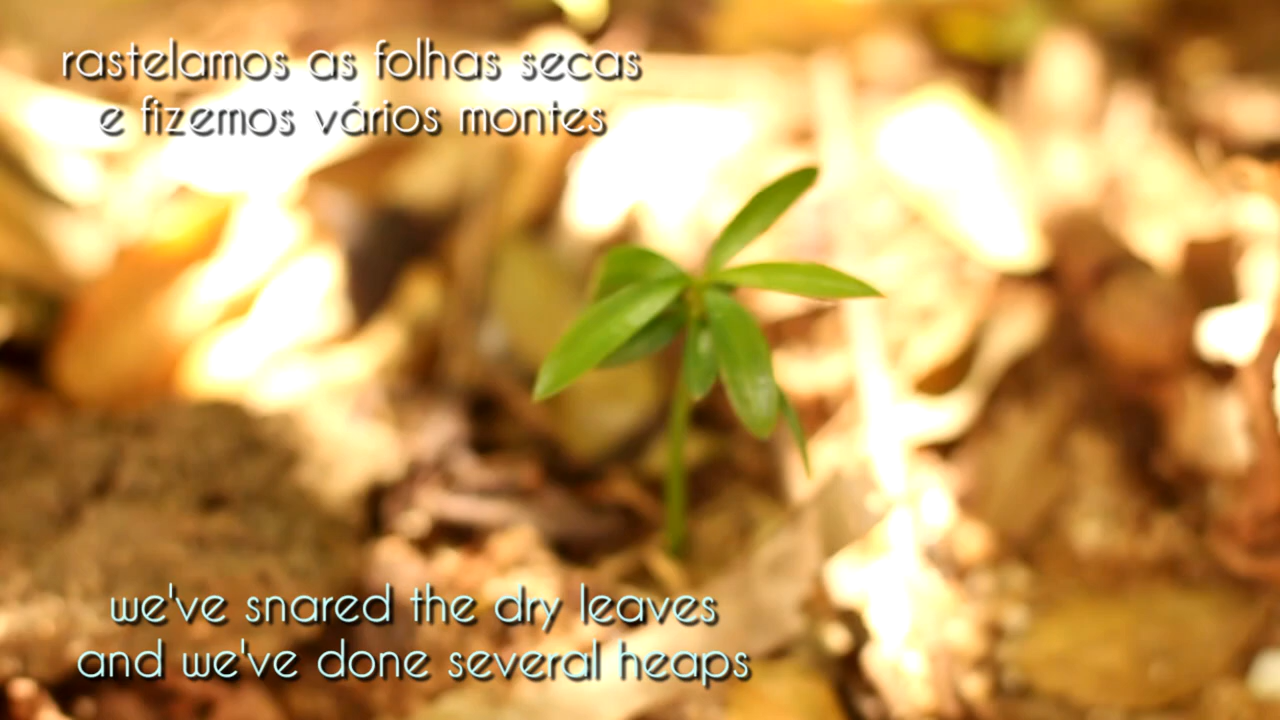 rastelamos as folhas secas
e fizemos vários montes
we've snared the dry leaves
and we've done several heaps